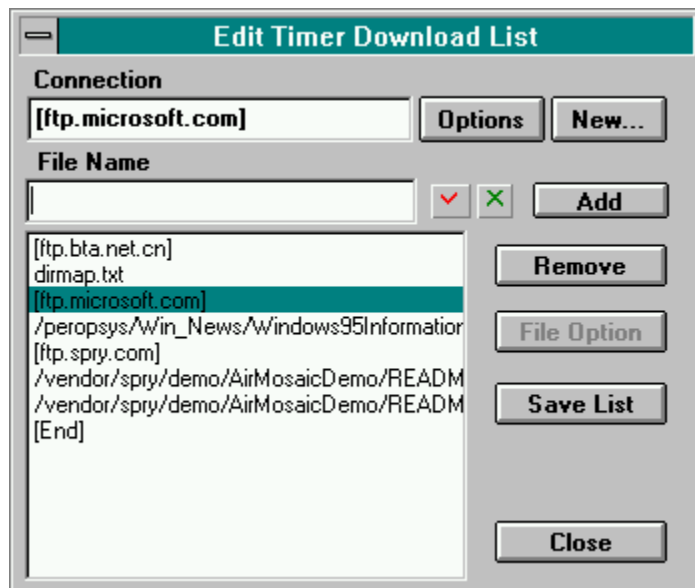 Edit Timer Download List
Connection
[ftp.microsoft.com]
Options
New...
File Name
Add
[ftp.bta.net.cn]
dirmap.txt
[ftp.microsoft.com]
/peropsys/Win_News/Windows95Information
[ftp.spry.com]
/vendor/spry/demo/AirMosaicDemo/READM
/vendor/spry/demo/AirMosaicDemo/READM
[End]
Remove
File Option
Save List
Close